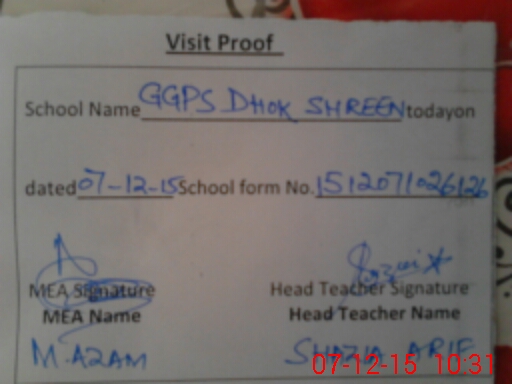 Visit Proof
School Name GGPS DHOK SHREEN todayon
dated 07-12-15 School form No. 1512071026126
MEA Signature Head Teacher Signature
MEA Name Head Teacher Name
M.AZAM SHAZIA ARIF
07-12-15 10:31